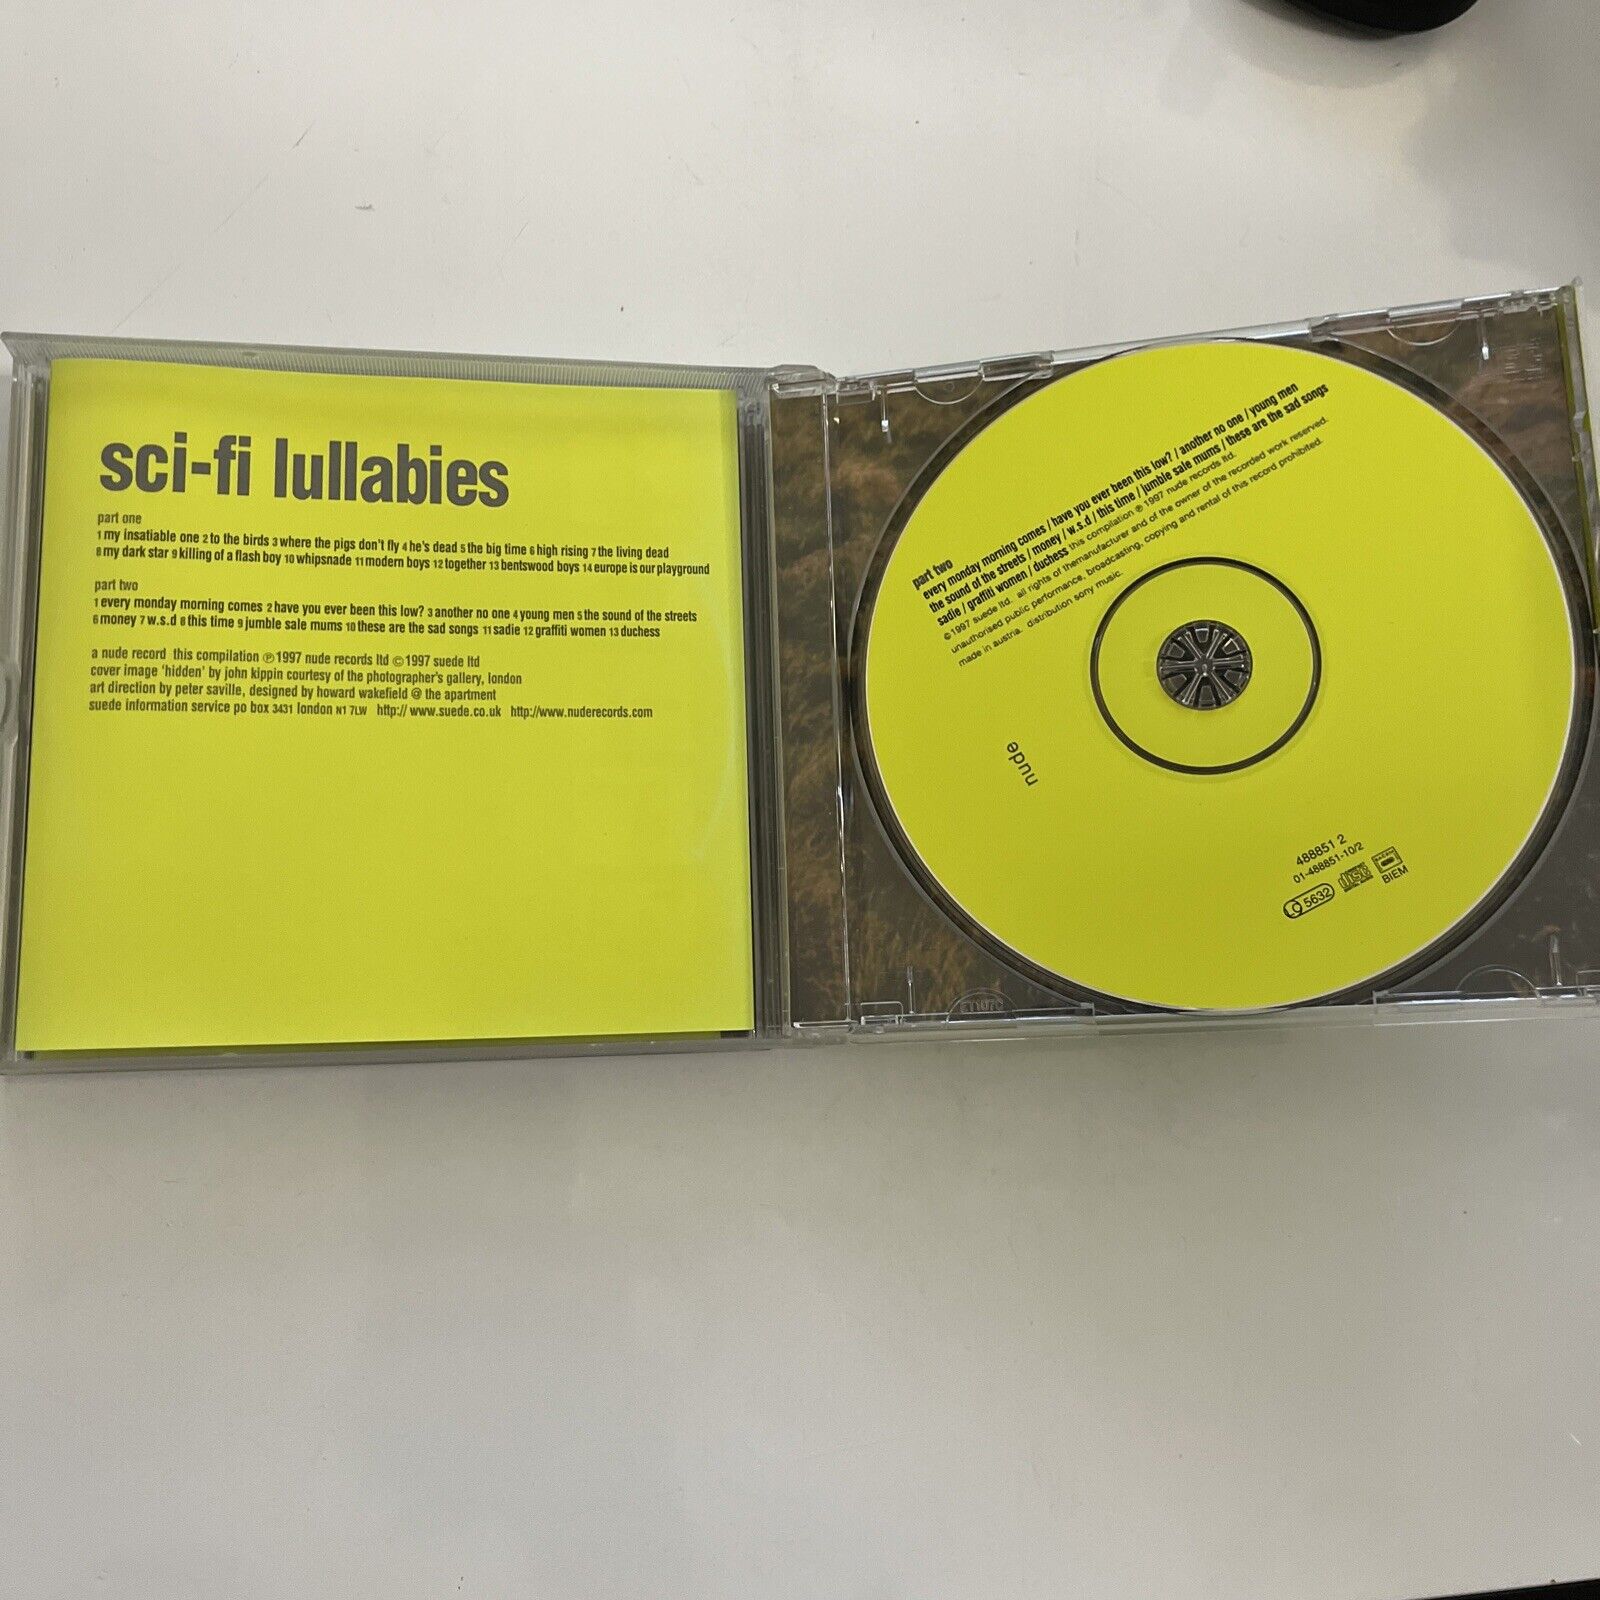 sci-fi lullabies
part one
1 my insatiable one 2 to the birds 3 where the pigs don't fly 4 he's dead 5 the big time 6 high rising 7 the living dead
8 my dark star 9 killing of a flash boy 10 whipsnade 11 modern boys 12 together 13 bentswood boys 14 europe is our playground
part two
1 every monday morning comes 2 have you ever been this low? 3 another no one 4 young men 5 the sound of the streets
6 money 7 w.s.d 8 this time 9 jumble sale mums 10 these are the sad songs 11 sadie 12 graffiti women 13 duchess
a nude record this compilation ℗ 1997 nude records ltd © 1997 suede ltd
cover image 'hidden' by john kippin courtesy of the photographer's gallery, london
art direction by peter saville, designed by howard wakefield @ the apartment
suede information service po box 3431 london N1 7LW http:// www.suede.co.uk http://www.nuderecords.com
part two
every monday morning comes / have you ever been this low? / another no one / young men
the sound of the streets / money / w.s.d / this time / jumble sale mums / these are the sad songs
sadie / graffiti women / duchess this compilation ℗ 1997 nude records ltd.
© 1997 suede ltd. all rights of themanufacturer and of the owner of the recorded work reserved.
unauthorised public performance, broadcasting, copying and rental of this record prohibited.
made in austria. distribution sony music.
nude
488851 2
01-488851-10/2
LC 5632
disc
BIEM